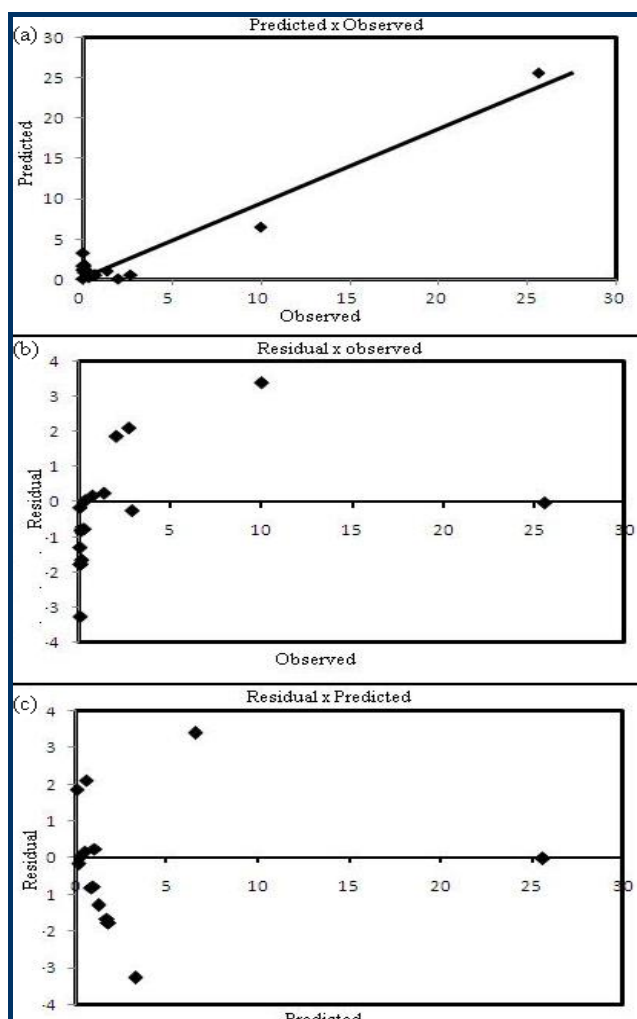 (a)
Predicted x Observed
30
25
20
15
10
5
0
Predicted
0 5 10 15 20 25 30
Observed
(b)
Residual x observed
4
3
2
1
0
-1
-2
-3
-4
Residual
5 10 15 20 25 30
Observed
(c)
Residual x Predicted
4
3
2
1
0
1
-2
-3
-4
Residual
0 5 10 15 20 25 30
Predicted